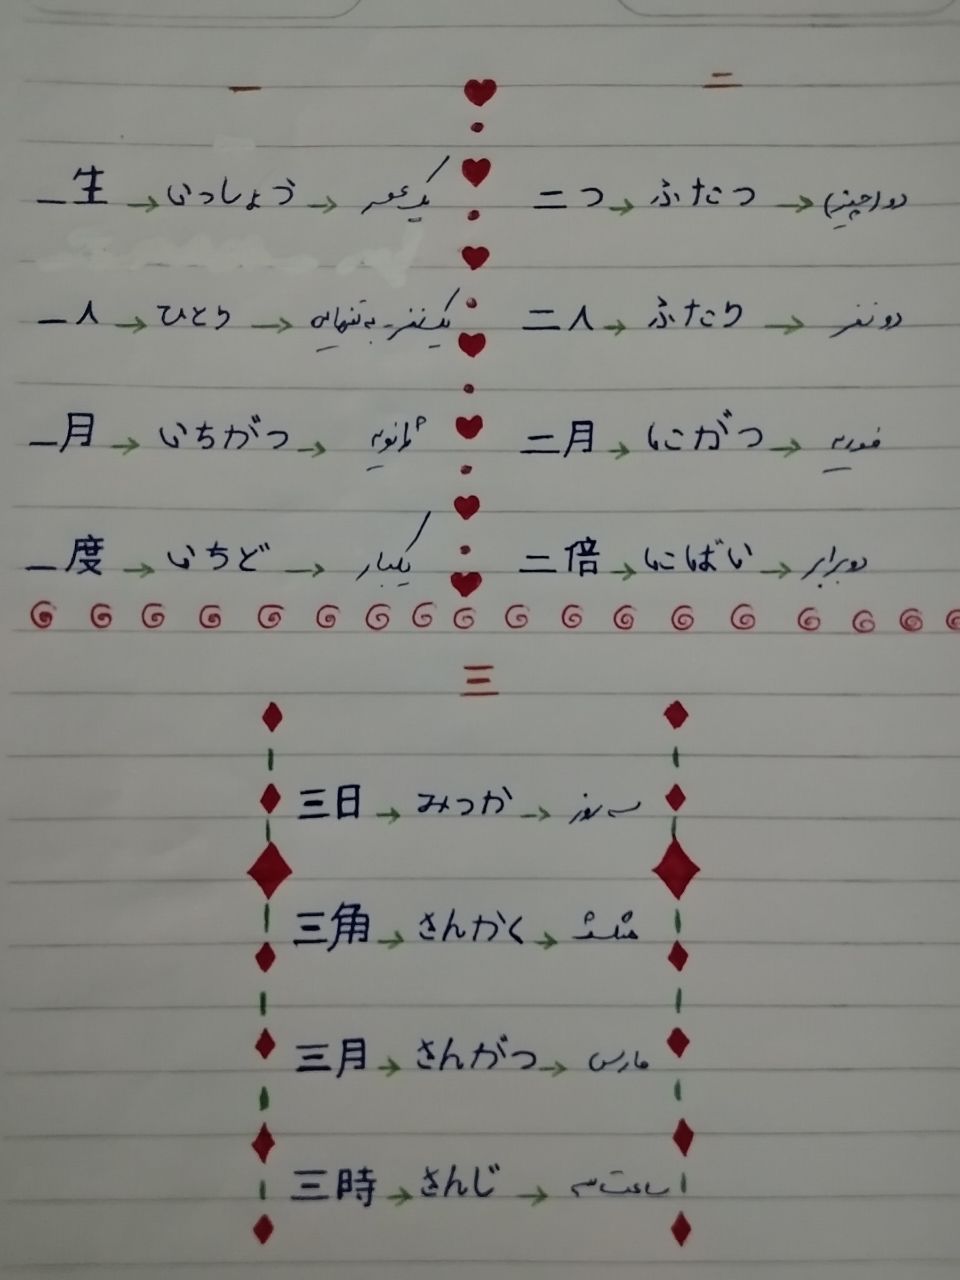 一 二
一生 → いっしょう → یک عمر
二つ → ふたつ → دو (چیز)
一人 → ひとり → یک نفر - به تنهایی
二人 → ふたり → دو نفر
一月 → いちがつ → ژانویه
二月 → にがつ → فوریه
一度 → いちど → یکبار
二倍 → にばい → دو برابر
三
三日 → みっか → سه روز
三角 → さんかく → مثلث
三月 → さんがつ → مارس
三時 → さんじ → ساعت سه